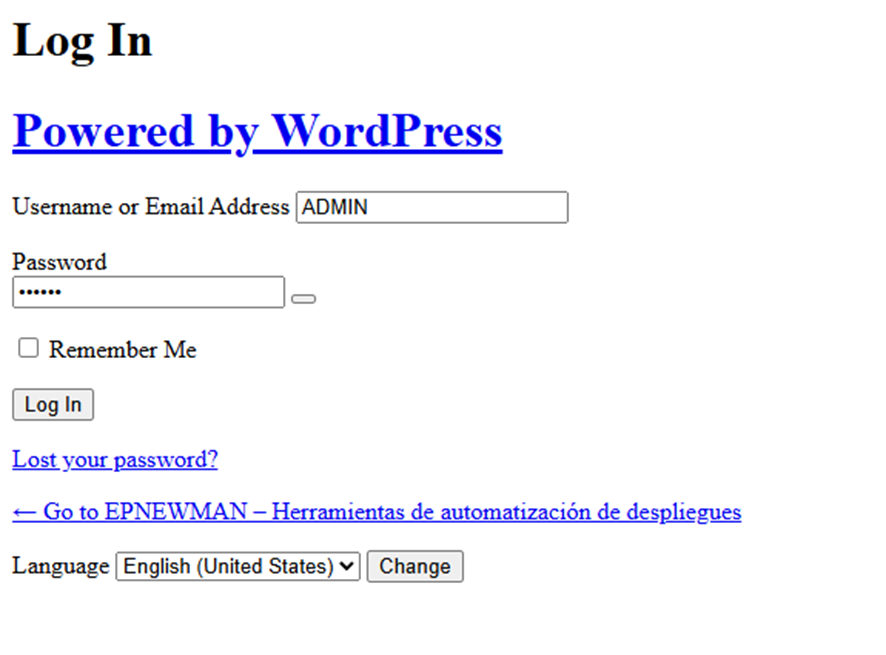 Log In
Powered by WordPress
Username or Email Address ADMIN
Password
••••••
Remember Me
Log In
Lost your password?
← Go to EPNEWMAN – Herramientas de automatización de despliegues
Language English (United States) Change